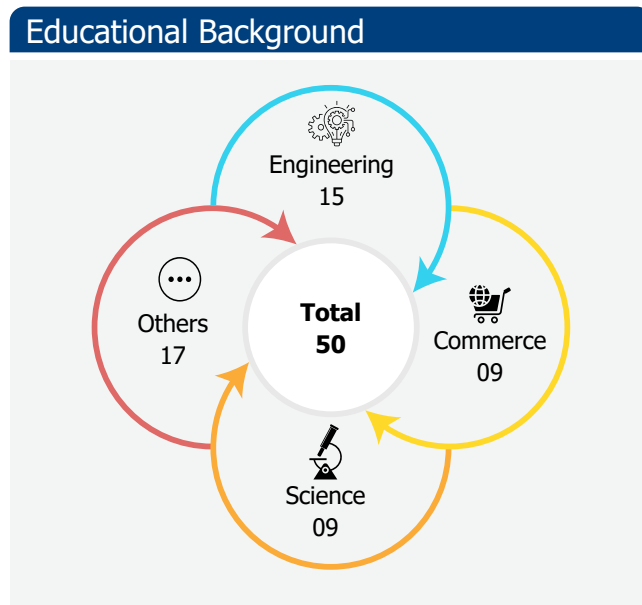 Educational Background
Engineering
15
Others
17
Total
50
Commerce
09
Science
09